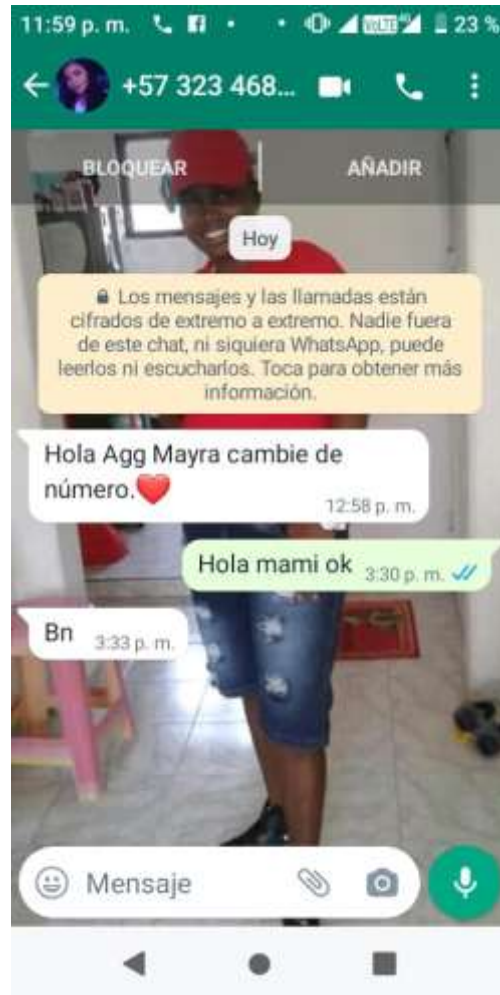 11:59 p. m. 23 %
+57 323 468...
BLOQUEAR AÑADIR
Hoy
Los mensajes y las llamadas están
cifrados de extremo a extremo. Nadie fuera
de este chat, ni siquiera WhatsApp, puede
leerlos ni escucharlos. Toca para obtener más
información.
Hola Agg Mayra cambie de
número.❤️
12:58 p. m.
Hola mami ok 3:30 p. m.
Bn 3:33 p. m.
Mensaje